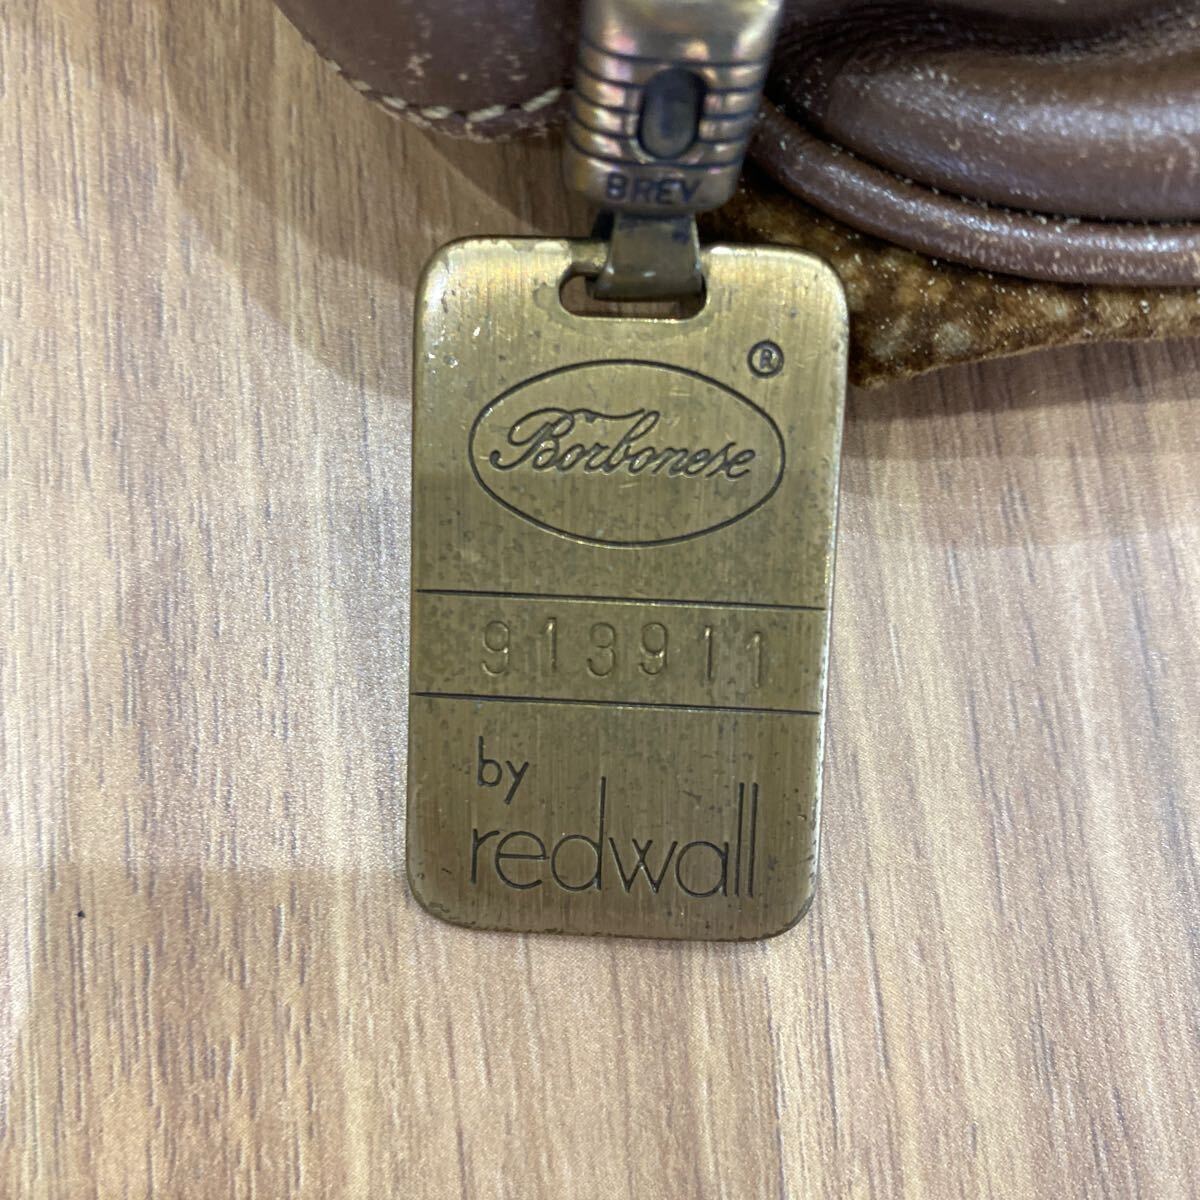 BREV
®
Borbonese
913911
by
redwall